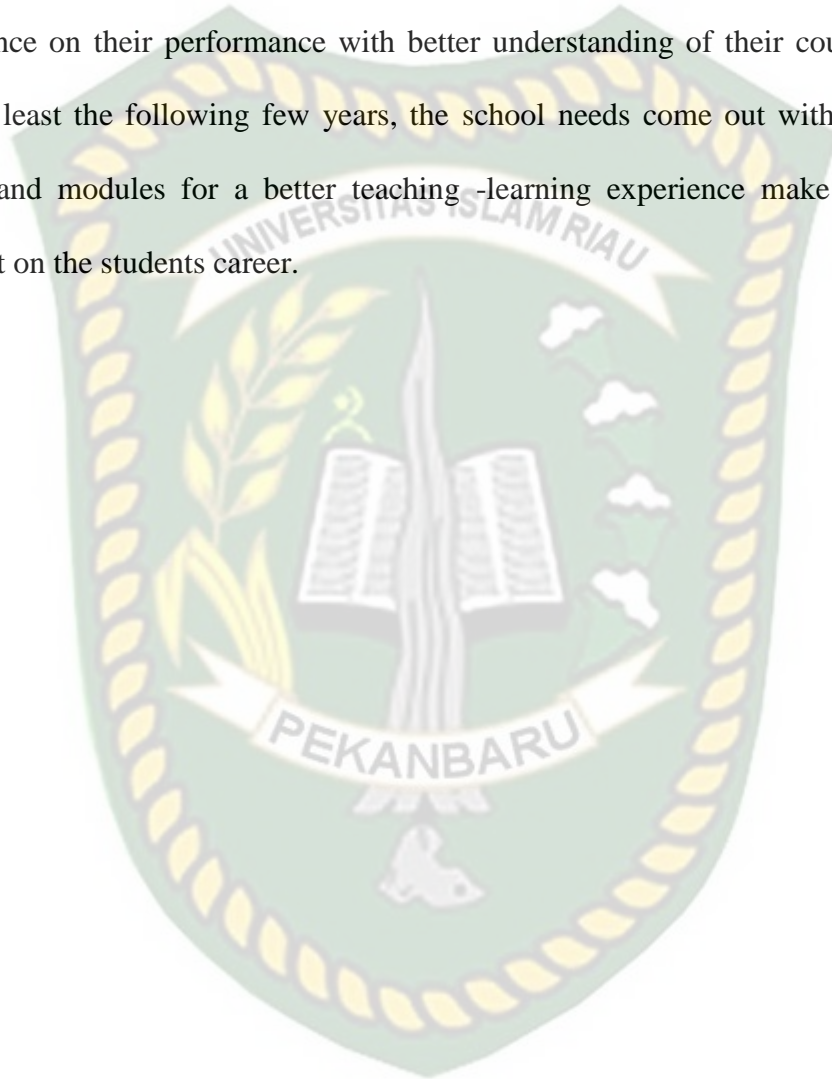 nce on their performance with better understanding of their cou
least the following few years, the school needs come out with
and modules for a better teaching -learning experience make
t on the students career.
UNIVERSITAS ISLAM RIAU
PEKANBARU